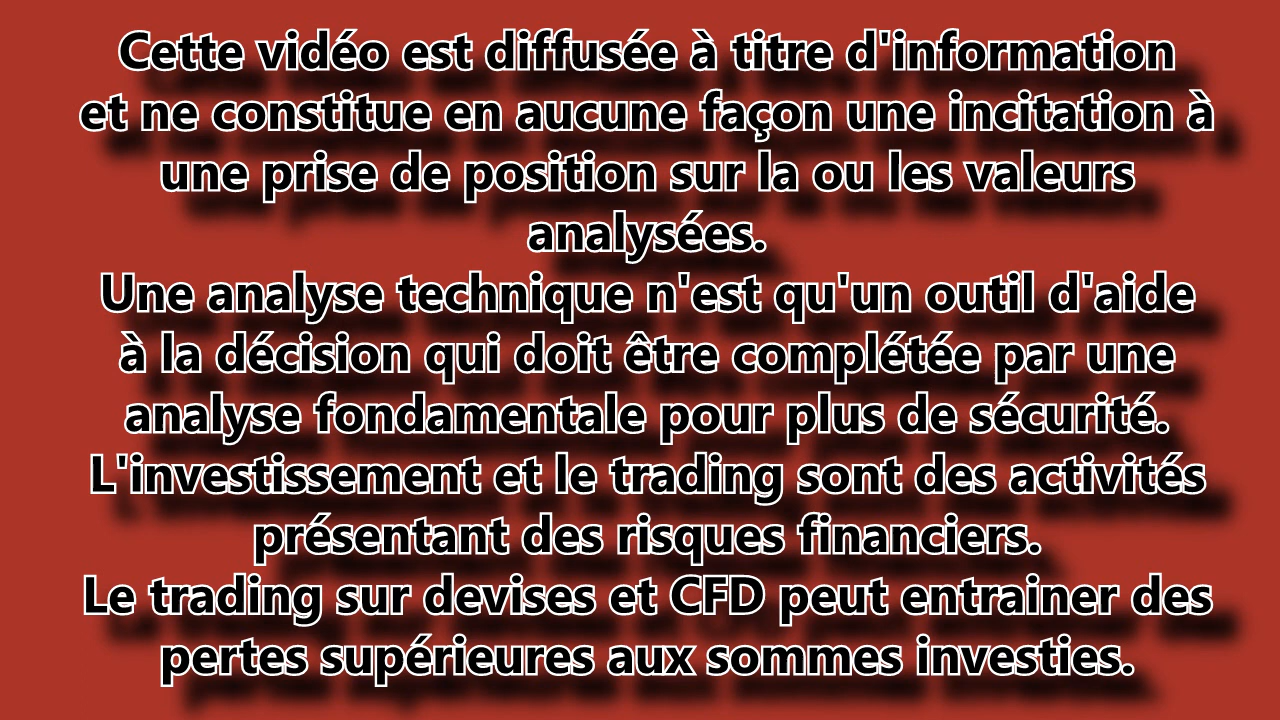 Cette vidéo est diffusée à titre d'information
et ne constitue en aucune façon une incitation à
une prise de position sur la ou les valeurs
analysées.
Une analyse technique n'est qu'un outil d'aide
à la décision qui doit être complétée par une
analyse fondamentale pour plus de sécurité.
L'investissement et le trading sont des activités
présentant des risques financiers.
Le trading sur devises et CFD peut entrainer des
pertes supérieures aux sommes investies.